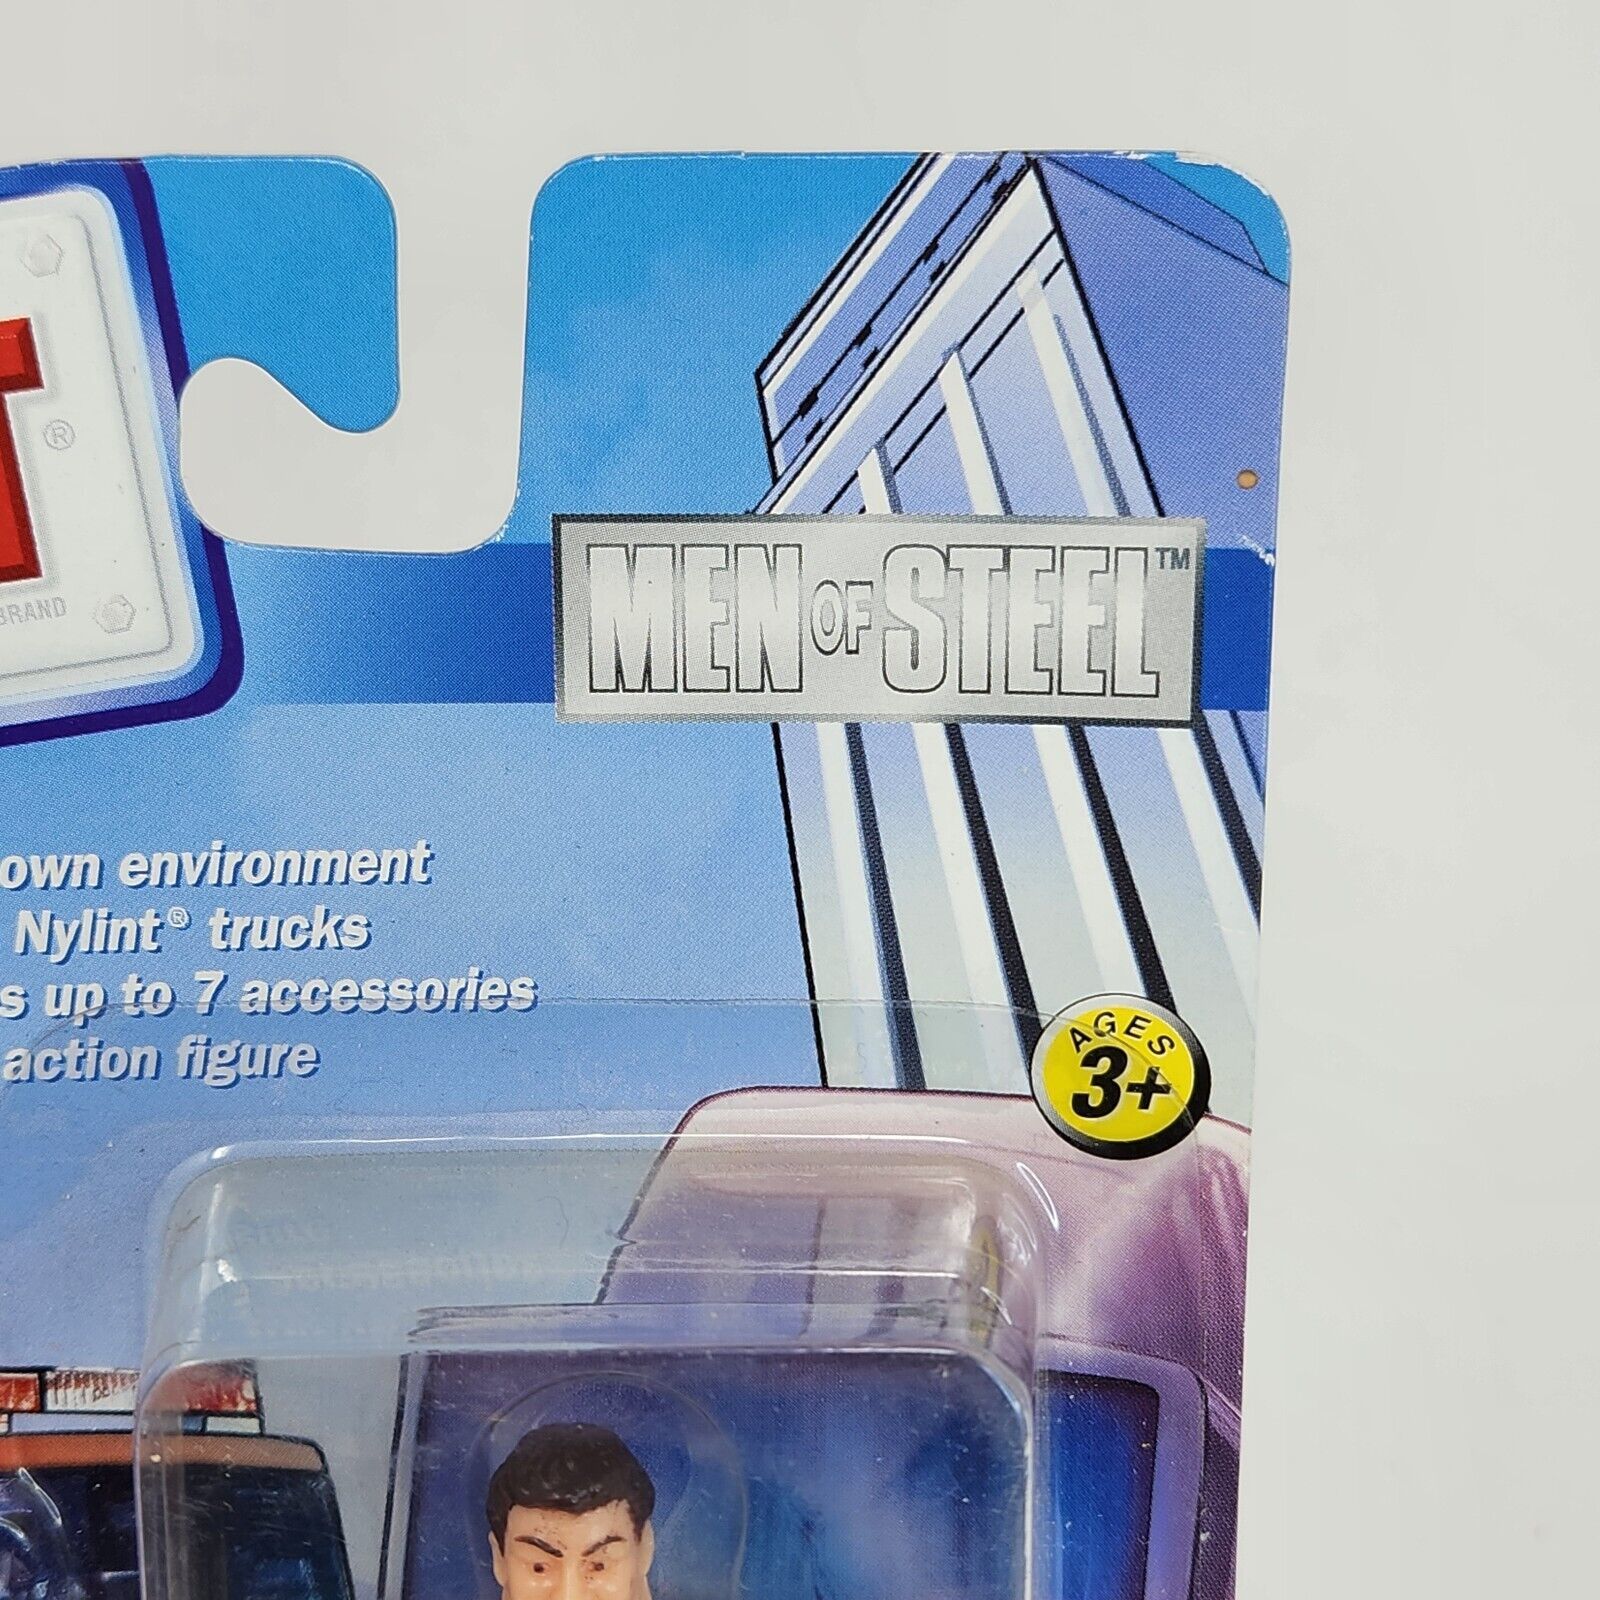 T®
BRAND
MEN OF STEEL™
own environment
Nylint® trucks
s up to 7 accessories
action figure
AGES
3+